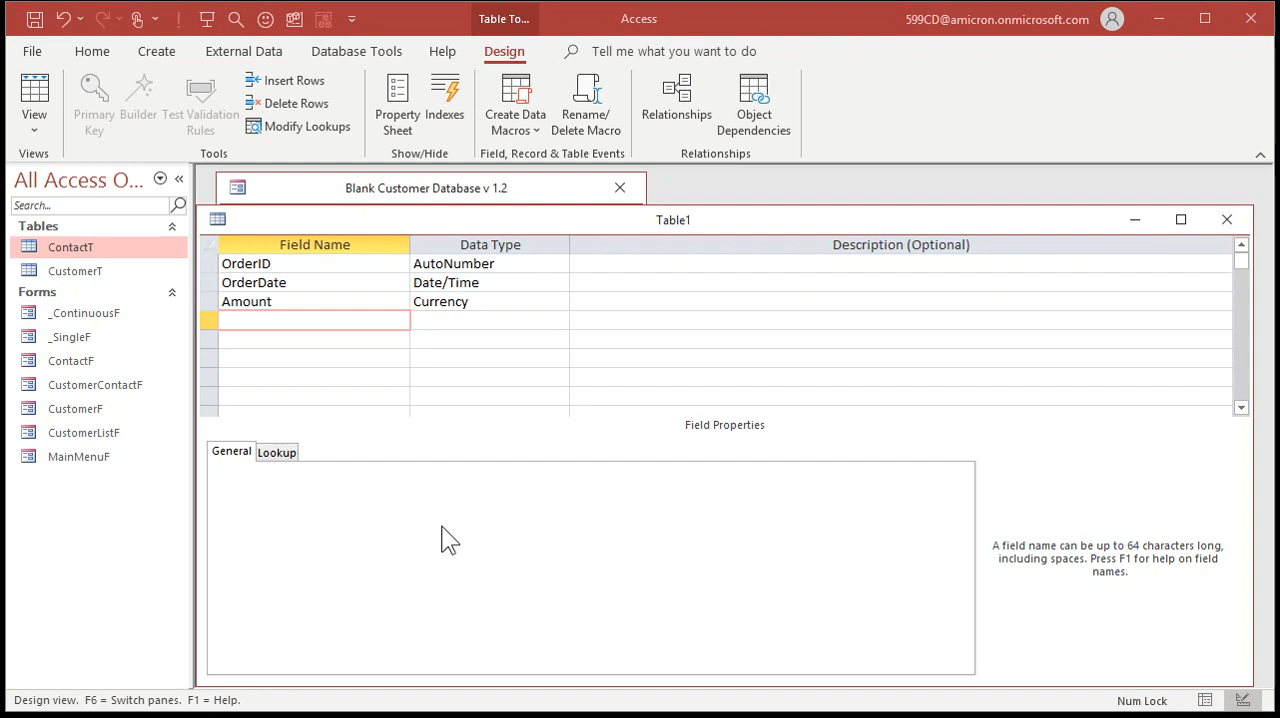 Table To...
Access
599CD@amicron.onmicrosoft.com
File
Home
Create
External Data
Database Tools
Help
Design
Tell me what you want to do
View
Primary Key
Builder
Test Validation Rules
Insert Rows
Delete Rows
Modify Lookups
Property Sheet
Indexes
Create Data Macros
Rename/ Delete Macro
Relationships
Object Dependencies
Views
Tools
Show/Hide
Field, Record & Table Events
Relationships
All Access O...
Search...
Tables
ContactT
CustomerT
Forms
_ContinuousF
_SingleF
ContactF
CustomerContactF
CustomerF
CustomerListF
MainMenuF
Blank Customer Database v 1.2
Table1
Field Name Data Type Description (Optional)
OrderID AutoNumber
OrderDate Date/Time
Amount Currency
Field Properties
General Lookup
A field name can be up to 64 characters long,
including spaces. Press F1 for help on field
names.
Design view. F6 = Switch panes. F1 = Help.
Num Lock